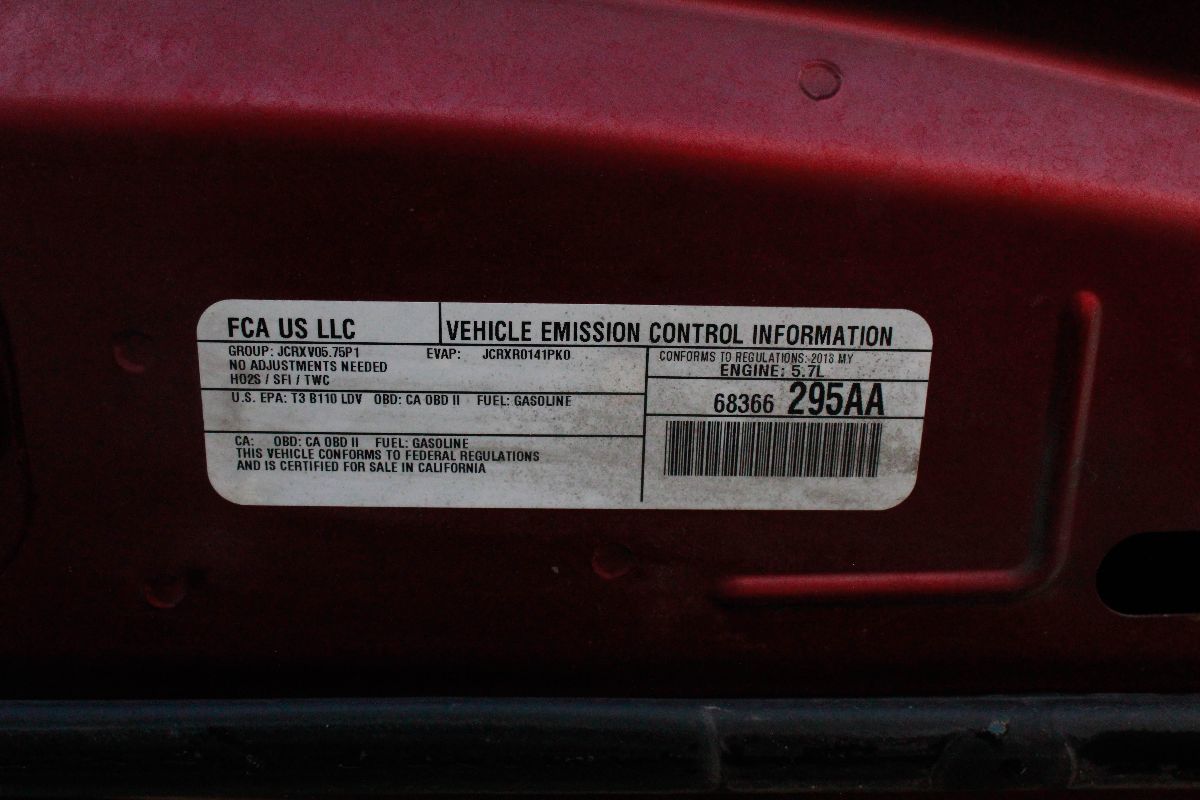 FCA US LLC
VEHICLE EMISSION CONTROL INFORMATION
GROUP: JCRXV05.75P1 EVAP: JCRXR0141PK0
NO ADJUSTMENTS NEEDED
HO2S / SFI / TWC
CONFORMS TO REGULATIONS: 2018 MY
ENGINE: 5.7L
U.S. EPA: T3 B110 LDV OBD: CA OBD II FUEL: GASOLINE
68366 295AA
CA: OBD: CA OBD II FUEL: GASOLINE
THIS VEHICLE CONFORMS TO FEDERAL REGULATIONS
AND IS CERTIFIED FOR SALE IN CALIFORNIA